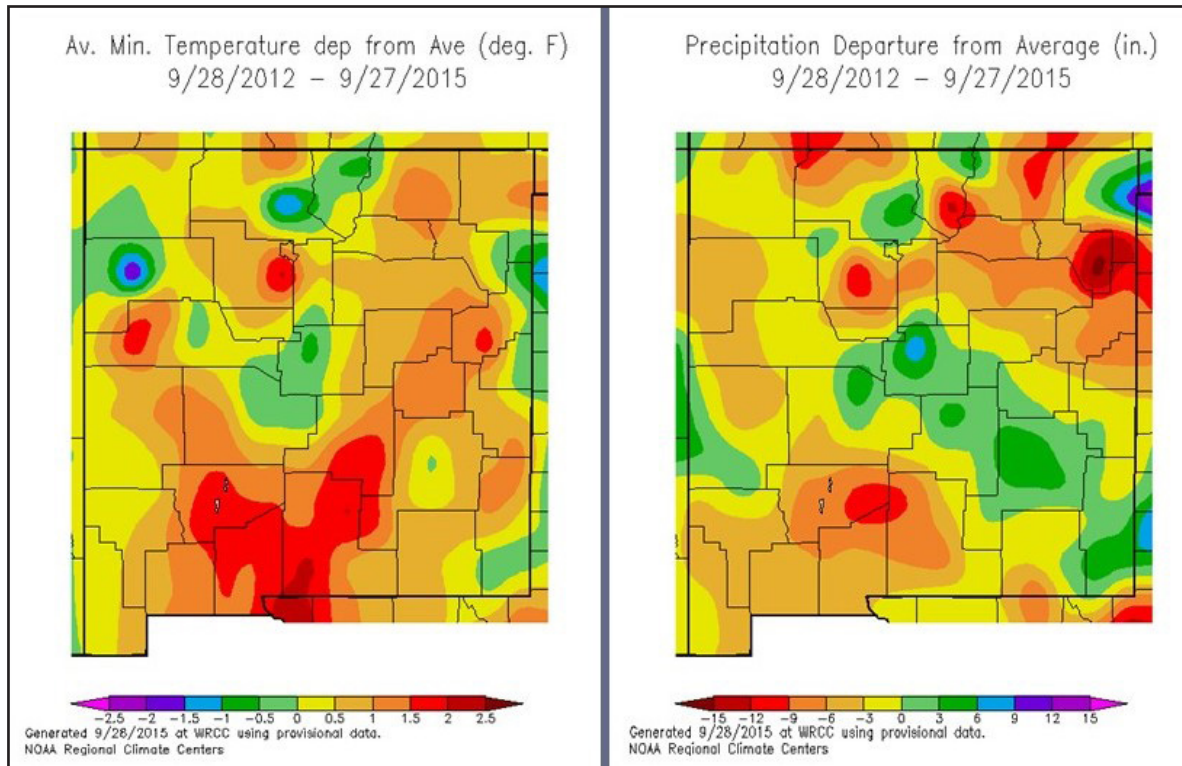 Av. Min. Temperature dep from Ave (deg. F)
9/28/2012 – 9/27/2015
-2.5 -2 -1.5 -1 -0.5 0 0.5 1 1.5 2 2.5
Generated 9/28/2015 at WRCC using provisional data.
NOAA Regional Climate Centers
Precipitation Departure from Average (in.)
9/28/2012 – 9/27/2015
-15 -12 -9 -6 -3 0 3 6 9 12 15
Generated 9/28/2015 at WRCC using provisional data.
NOAA Regional Climate Centers